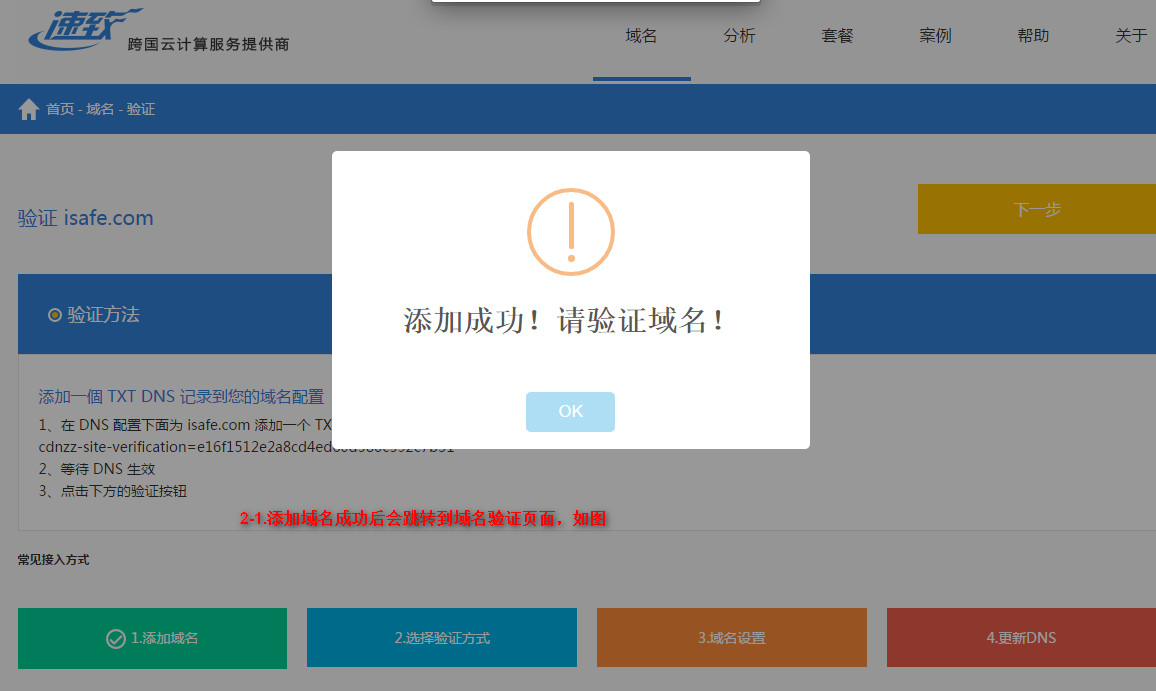 速致
跨国云计算服务提供商
域名
分析
套餐
案例
帮助
关于
首页 - 域名 - 验证
验证 isafe.com
下一步
添加成功！请验证域名！
OK
验证方法
添加一個 TXT DNS 记录到您的域名配置
1、在 DNS 配置下面为 isafe.com 添加一个 TX
2、等待 DNS 生效
3、点击下方的验证按钮
2-1.添加域名成功后会跳转到域名验证页面，如图
常见接入方式
1.添加域名
2.选择验证方式
3.域名设置
4.更新DNS